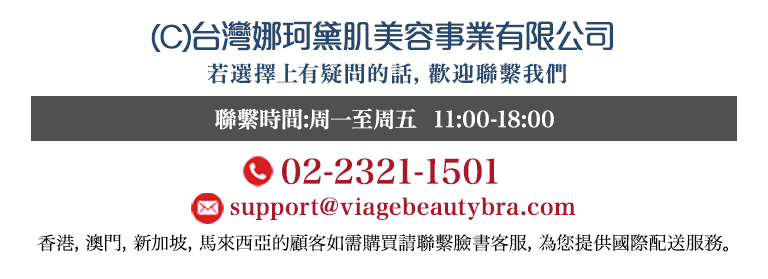 (C)台灣娜珂黛肌美容事業有限公司
若選擇上有疑問的話, 歡迎聯繫我們
聯繫時間:周一至周五 11:00-18:00
02-2321-1501
support@viagebeautybra.com
香港, 澳門, 新加坡, 馬來西亞的顧客如需購買請聯繫臉書客服, 為您提供國際配送服務。